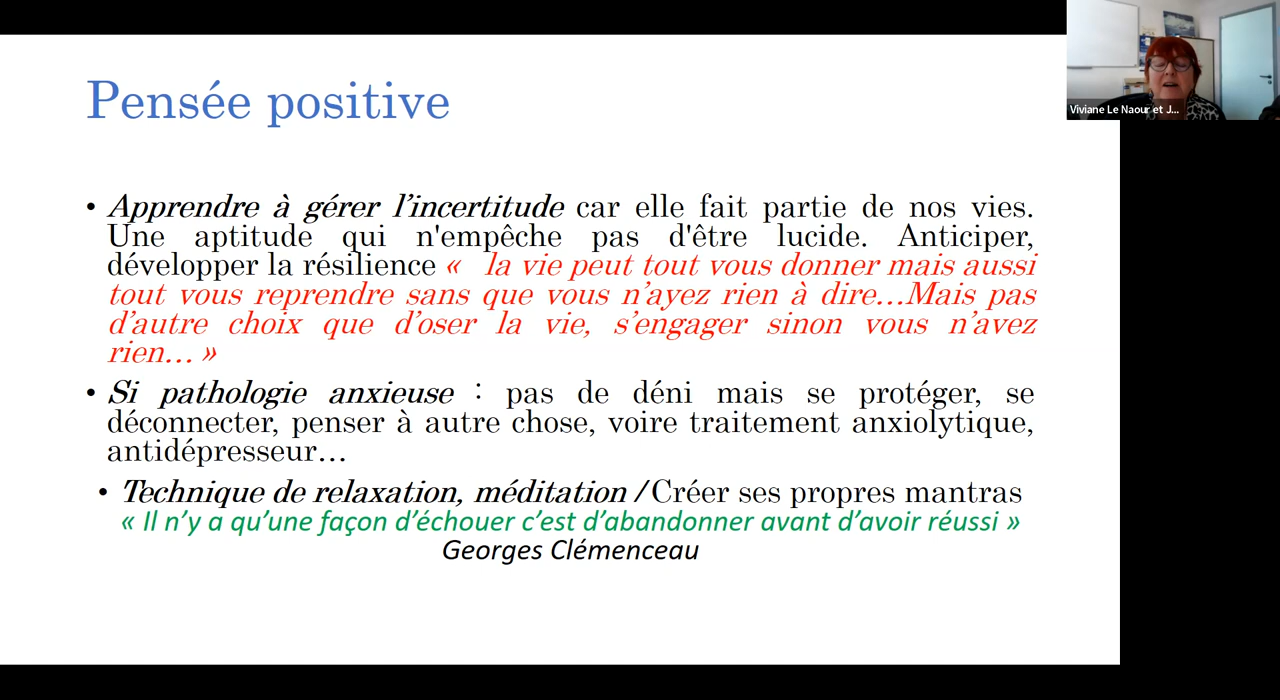 Pensée positive
Viviane Le Naour et J...
• Apprendre à gérer l’incertitude car elle fait partie de nos vies.
Une aptitude qui n'empêche pas d'être lucide. Anticiper,
développer la résilience « la vie peut tout vous donner mais aussi
tout vous reprendre sans que vous n’ayez rien à dire…Mais pas
d’autre choix que d’oser la vie, s’engager sinon vous n’avez
rien… »
• Si pathologie anxieuse : pas de déni mais se protéger, se
déconnecter, penser à autre chose, voire traitement anxiolytique,
antidépresseur…
• Technique de relaxation, méditation / Créer ses propres mantras
« Il n’y a qu’une façon d’échouer c’est d’abandonner avant d’avoir réussi »
Georges Clémenceau